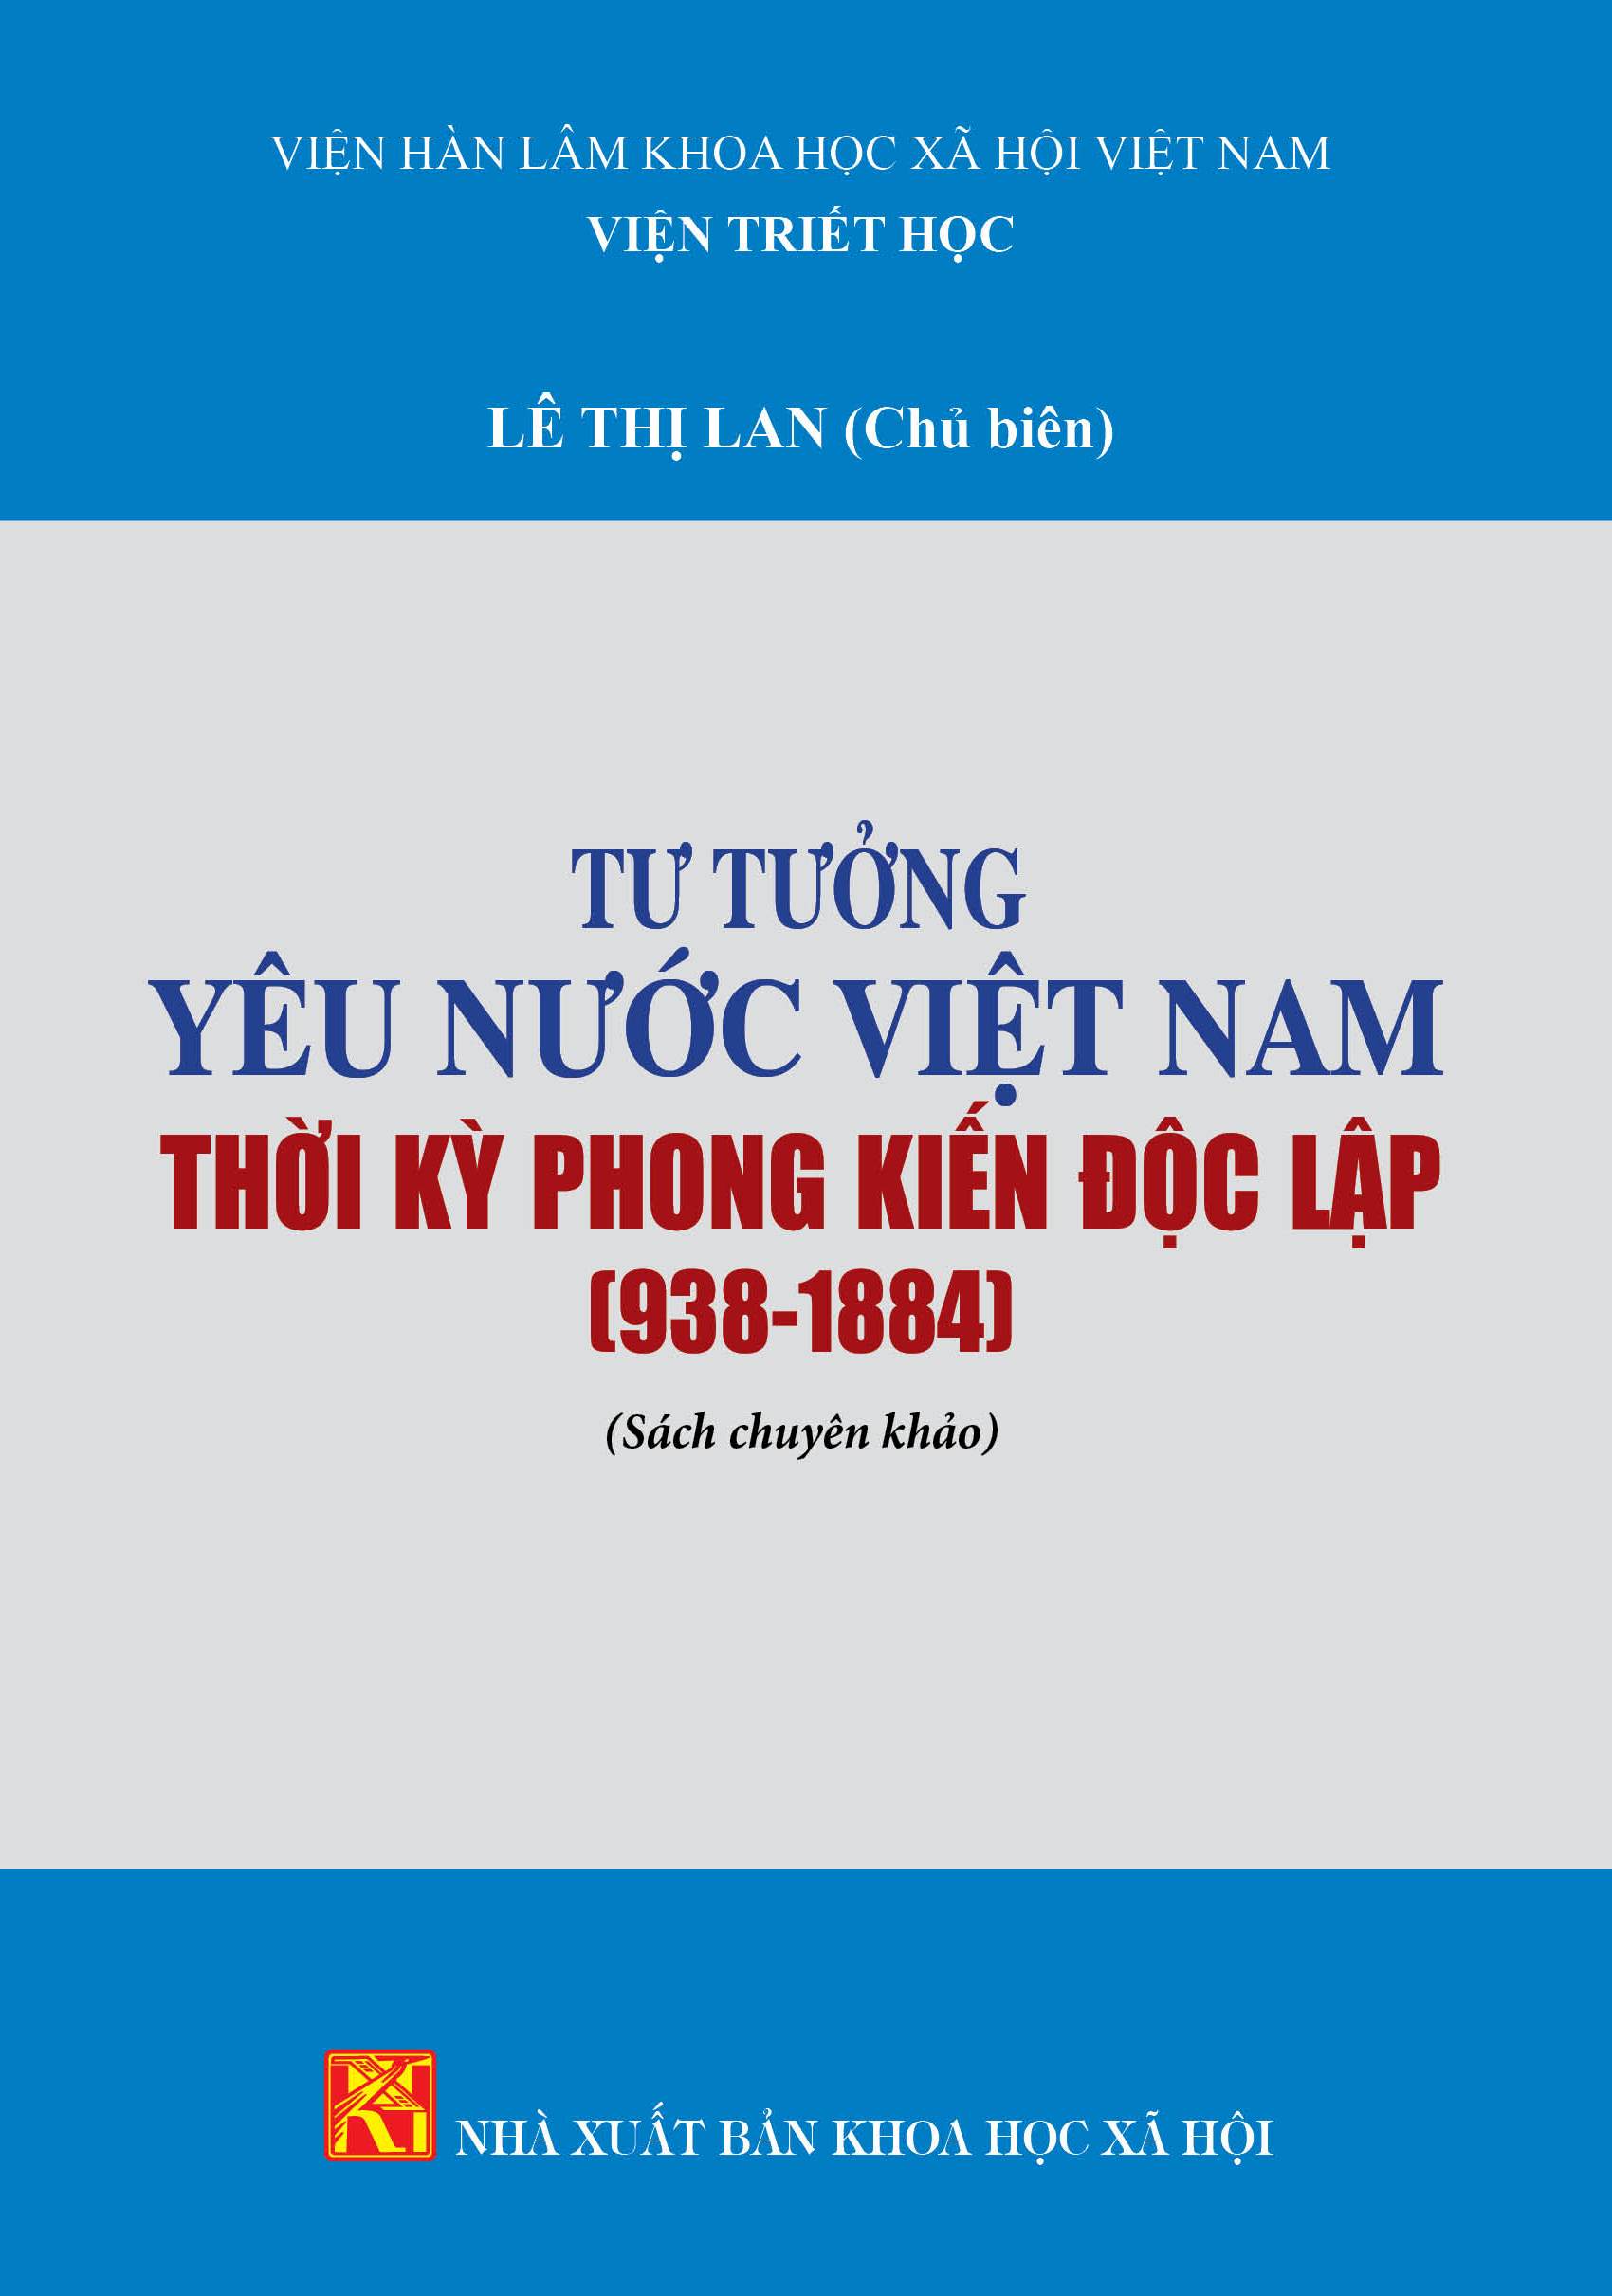 VIỆN HÀN LÂM KHOA HỌC XÃ HỘI VIỆT NAM
VIỆN TRIẾT HỌC
LÊ THỊ LAN (Chủ biên)
TƯ TƯỞNG
YÊU NƯỚC VIỆT NAM
THỜI KỲ PHONG KIẾN ĐỘC LẬP
(938-1884)
(Sách chuyên khảo)
NHÀ XUẤT BẢN KHOA HỌC XÃ HỘI